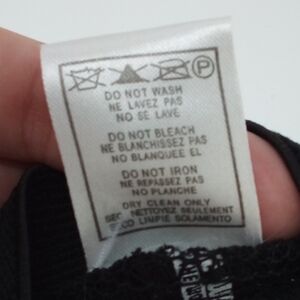 P
DO NOT WASH
NE LAVEZ PAS
NO SE LAVE
DO NOT BLEACH
NE BLANCHISSEZ PAS
NO BLANQUEE EL
DO NOT IRON
NE REPASSEZ PAS
NO PLANCHE
DRY CLEAN ONLY
SEC NETTOYEZ SEULEMENT
SECO LIMPIE SOLAMENTO